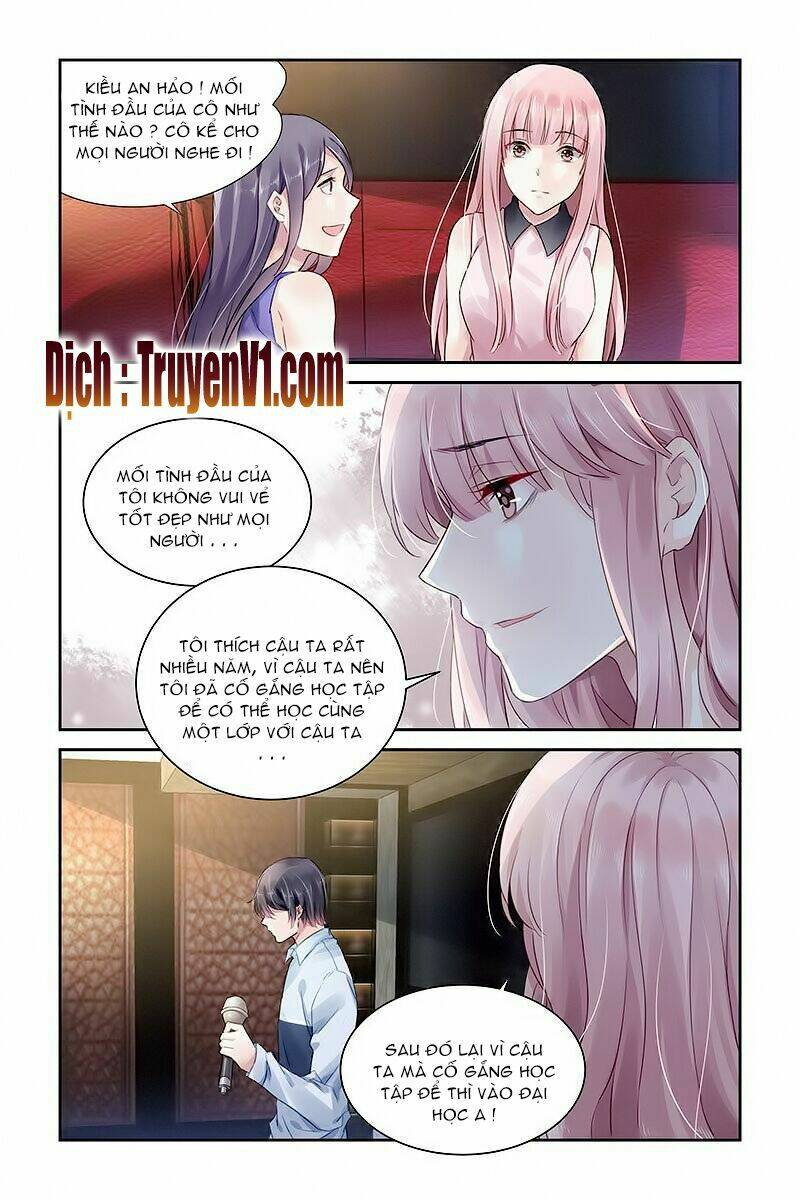 KIỀU AN HẢO ! MỐI
TÌNH ĐẦU CỦA CÔ NHƯ
THẾ NÀO ? CÔ KỂ CHO
MỌI NGƯỜI NGHE ĐI !
Dịch : TruyenV1.com
MỐI TÌNH ĐẦU CỦA
TÔI KHÔNG VUI VẺ
TỐT ĐẸP NHƯ MỌI
NGƯỜI . . .
TÔI THÍCH CẬU TA RẤT
NHIỀU NĂM, VÌ CẬU TA NÊN
TÔI ĐÃ CỐ GẮNG HỌC TẬP
ĐỂ CÓ THỂ HỌC CÙNG
MỘT LỚP VỚI CẬU TA
. . .
SAU ĐÓ LẠI VÌ CẬU
TA MÀ CỐ GẮNG HỌC
TẬP ĐỂ THÌ VÀO ĐẠI
HỌC A !